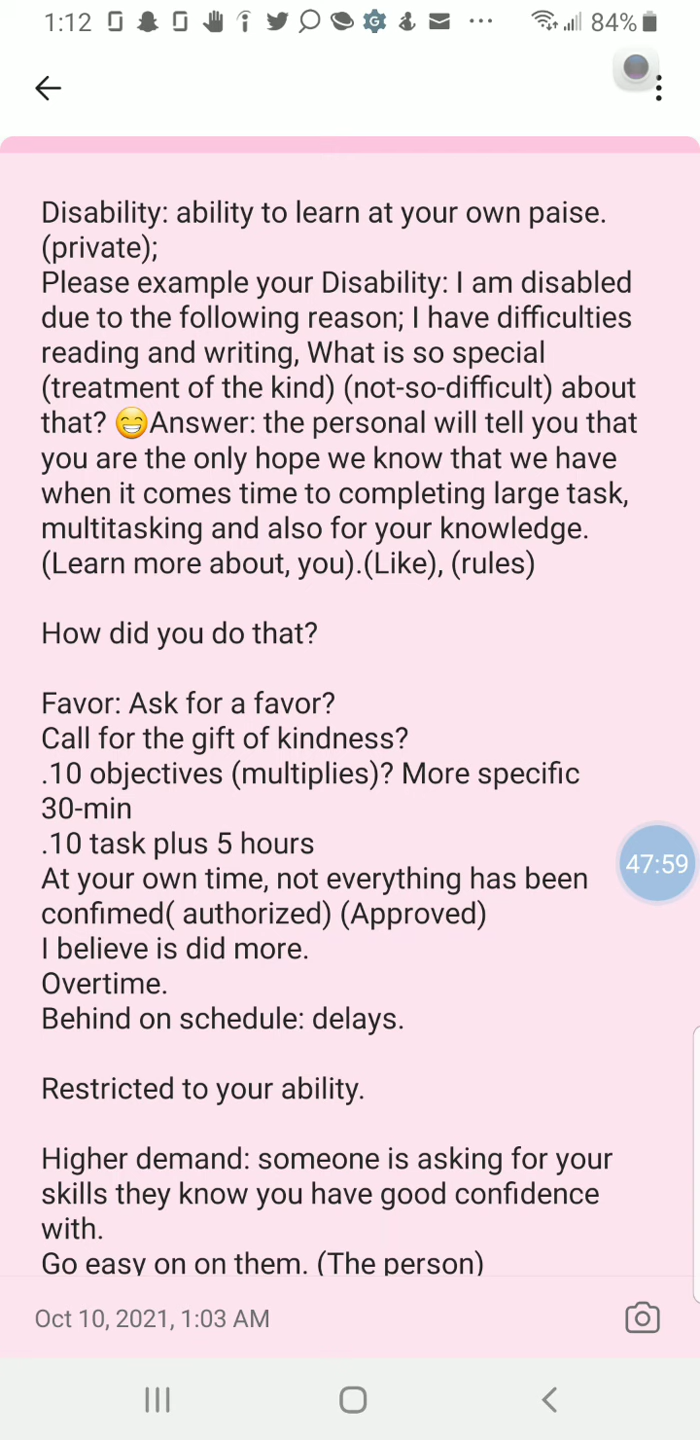 1:12
84%
Disability: ability to learn at your own paise.
(private);
Please example your Disability: I am disabled
due to the following reason; I have difficulties
reading and writing, What is so special
(treatment of the kind) (not-so-difficult) about
that? 😁Answer: the personal will tell you that
you are the only hope we know that we have
when it comes time to completing large task,
multitasking and also for your knowledge.
(Learn more about, you).(Like), (rules)
How did you do that?
Favor: Ask for a favor?
Call for the gift of kindness?
.10 objectives (multiplies)? More specific
30-min
.10 task plus 5 hours
47:59
At your own time, not everything has been
confimed( authorized) (Approved)
I believe is did more.
Overtime.
Behind on schedule: delays.
Restricted to your ability.
Higher demand: someone is asking for your
skills they know you have good confidence
with.
Go easy on on them. (The person)
Oct 10, 2021, 1:03 AM